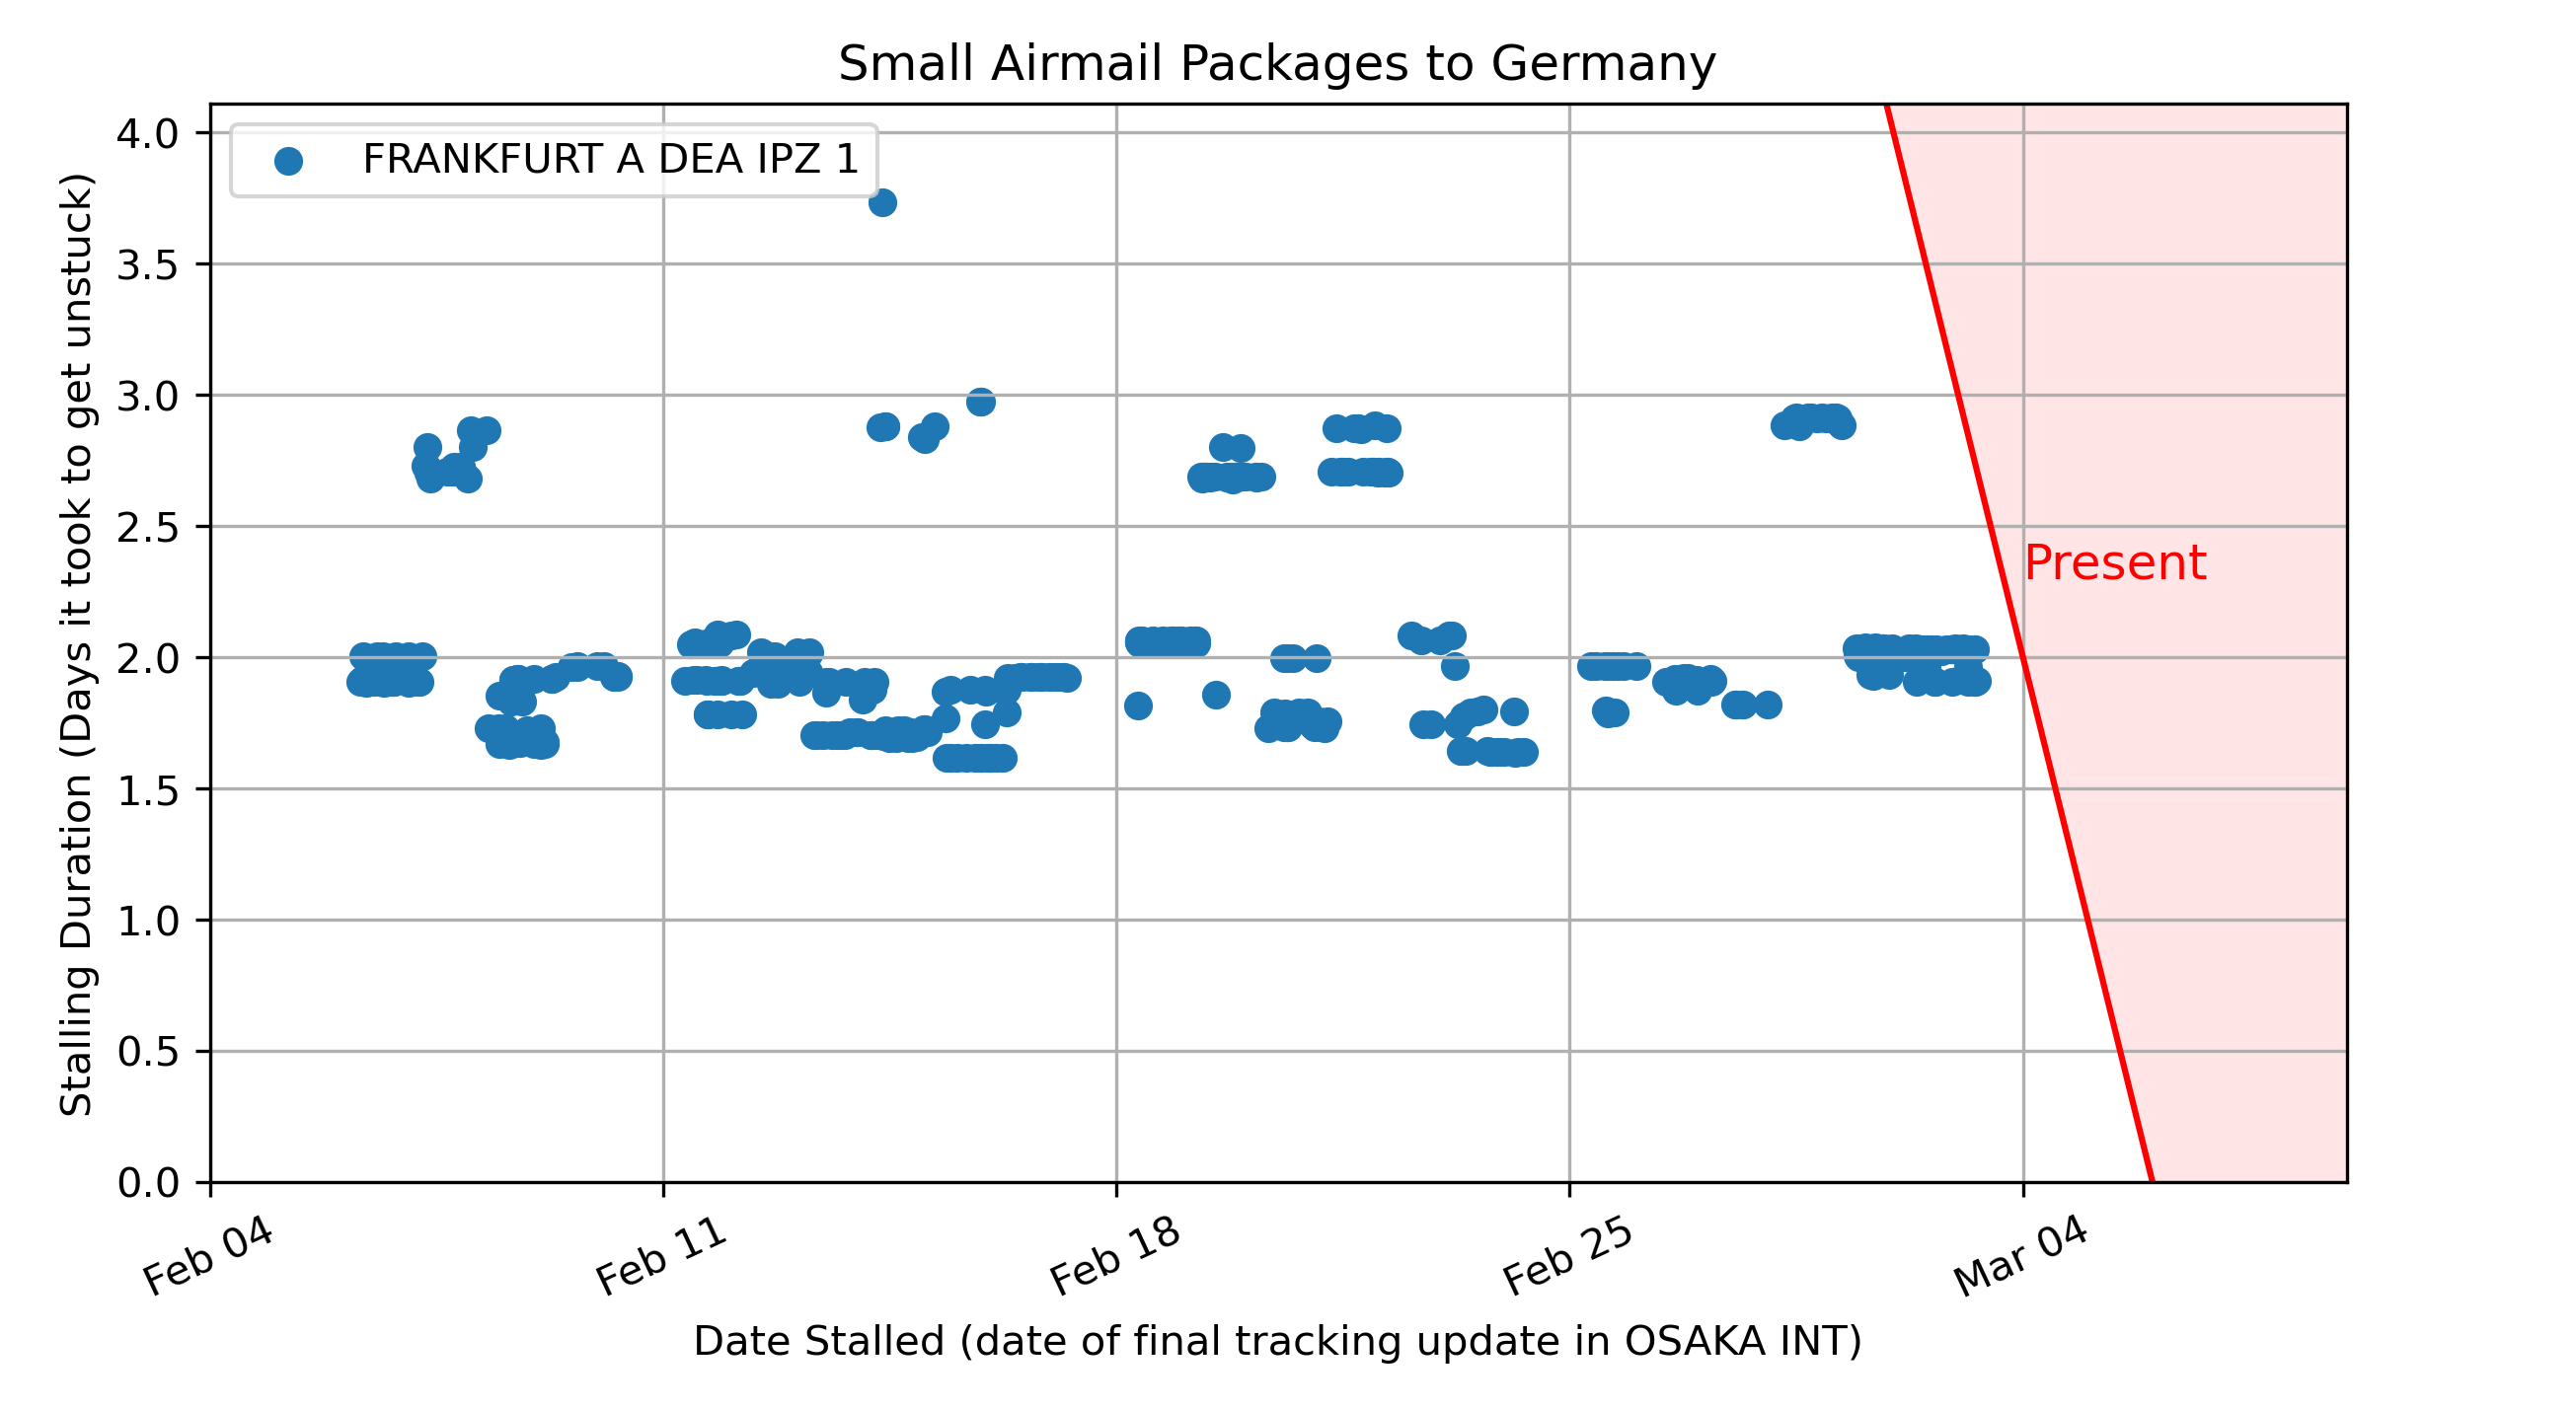 Small Airmail Packages to Germany
FRANKFURT A DEA IPZ 1
Stalling Duration (Days it took to get unstuck)
4.0
3.5
3.0
2.5
2.0
1.5
1.0
0.5
0.0
Present
Feb 04
Feb 11
Feb 18
Feb 25
Mar 04
Date Stalled (date of final tracking update in OSAKA INT)